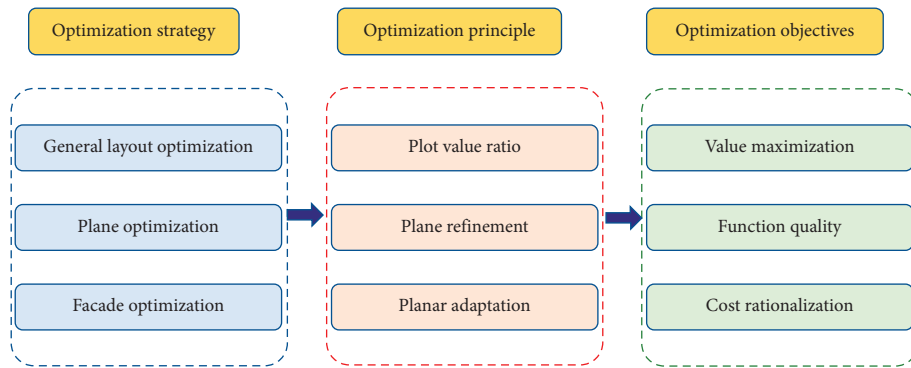 Optimization strategy
Optimization principle
Optimization objectives
General layout optimization
Plane optimization
Facade optimization
Plot value ratio
Plane refinement
Planar adaptation
Value maximization
Function quality
Cost rationalization